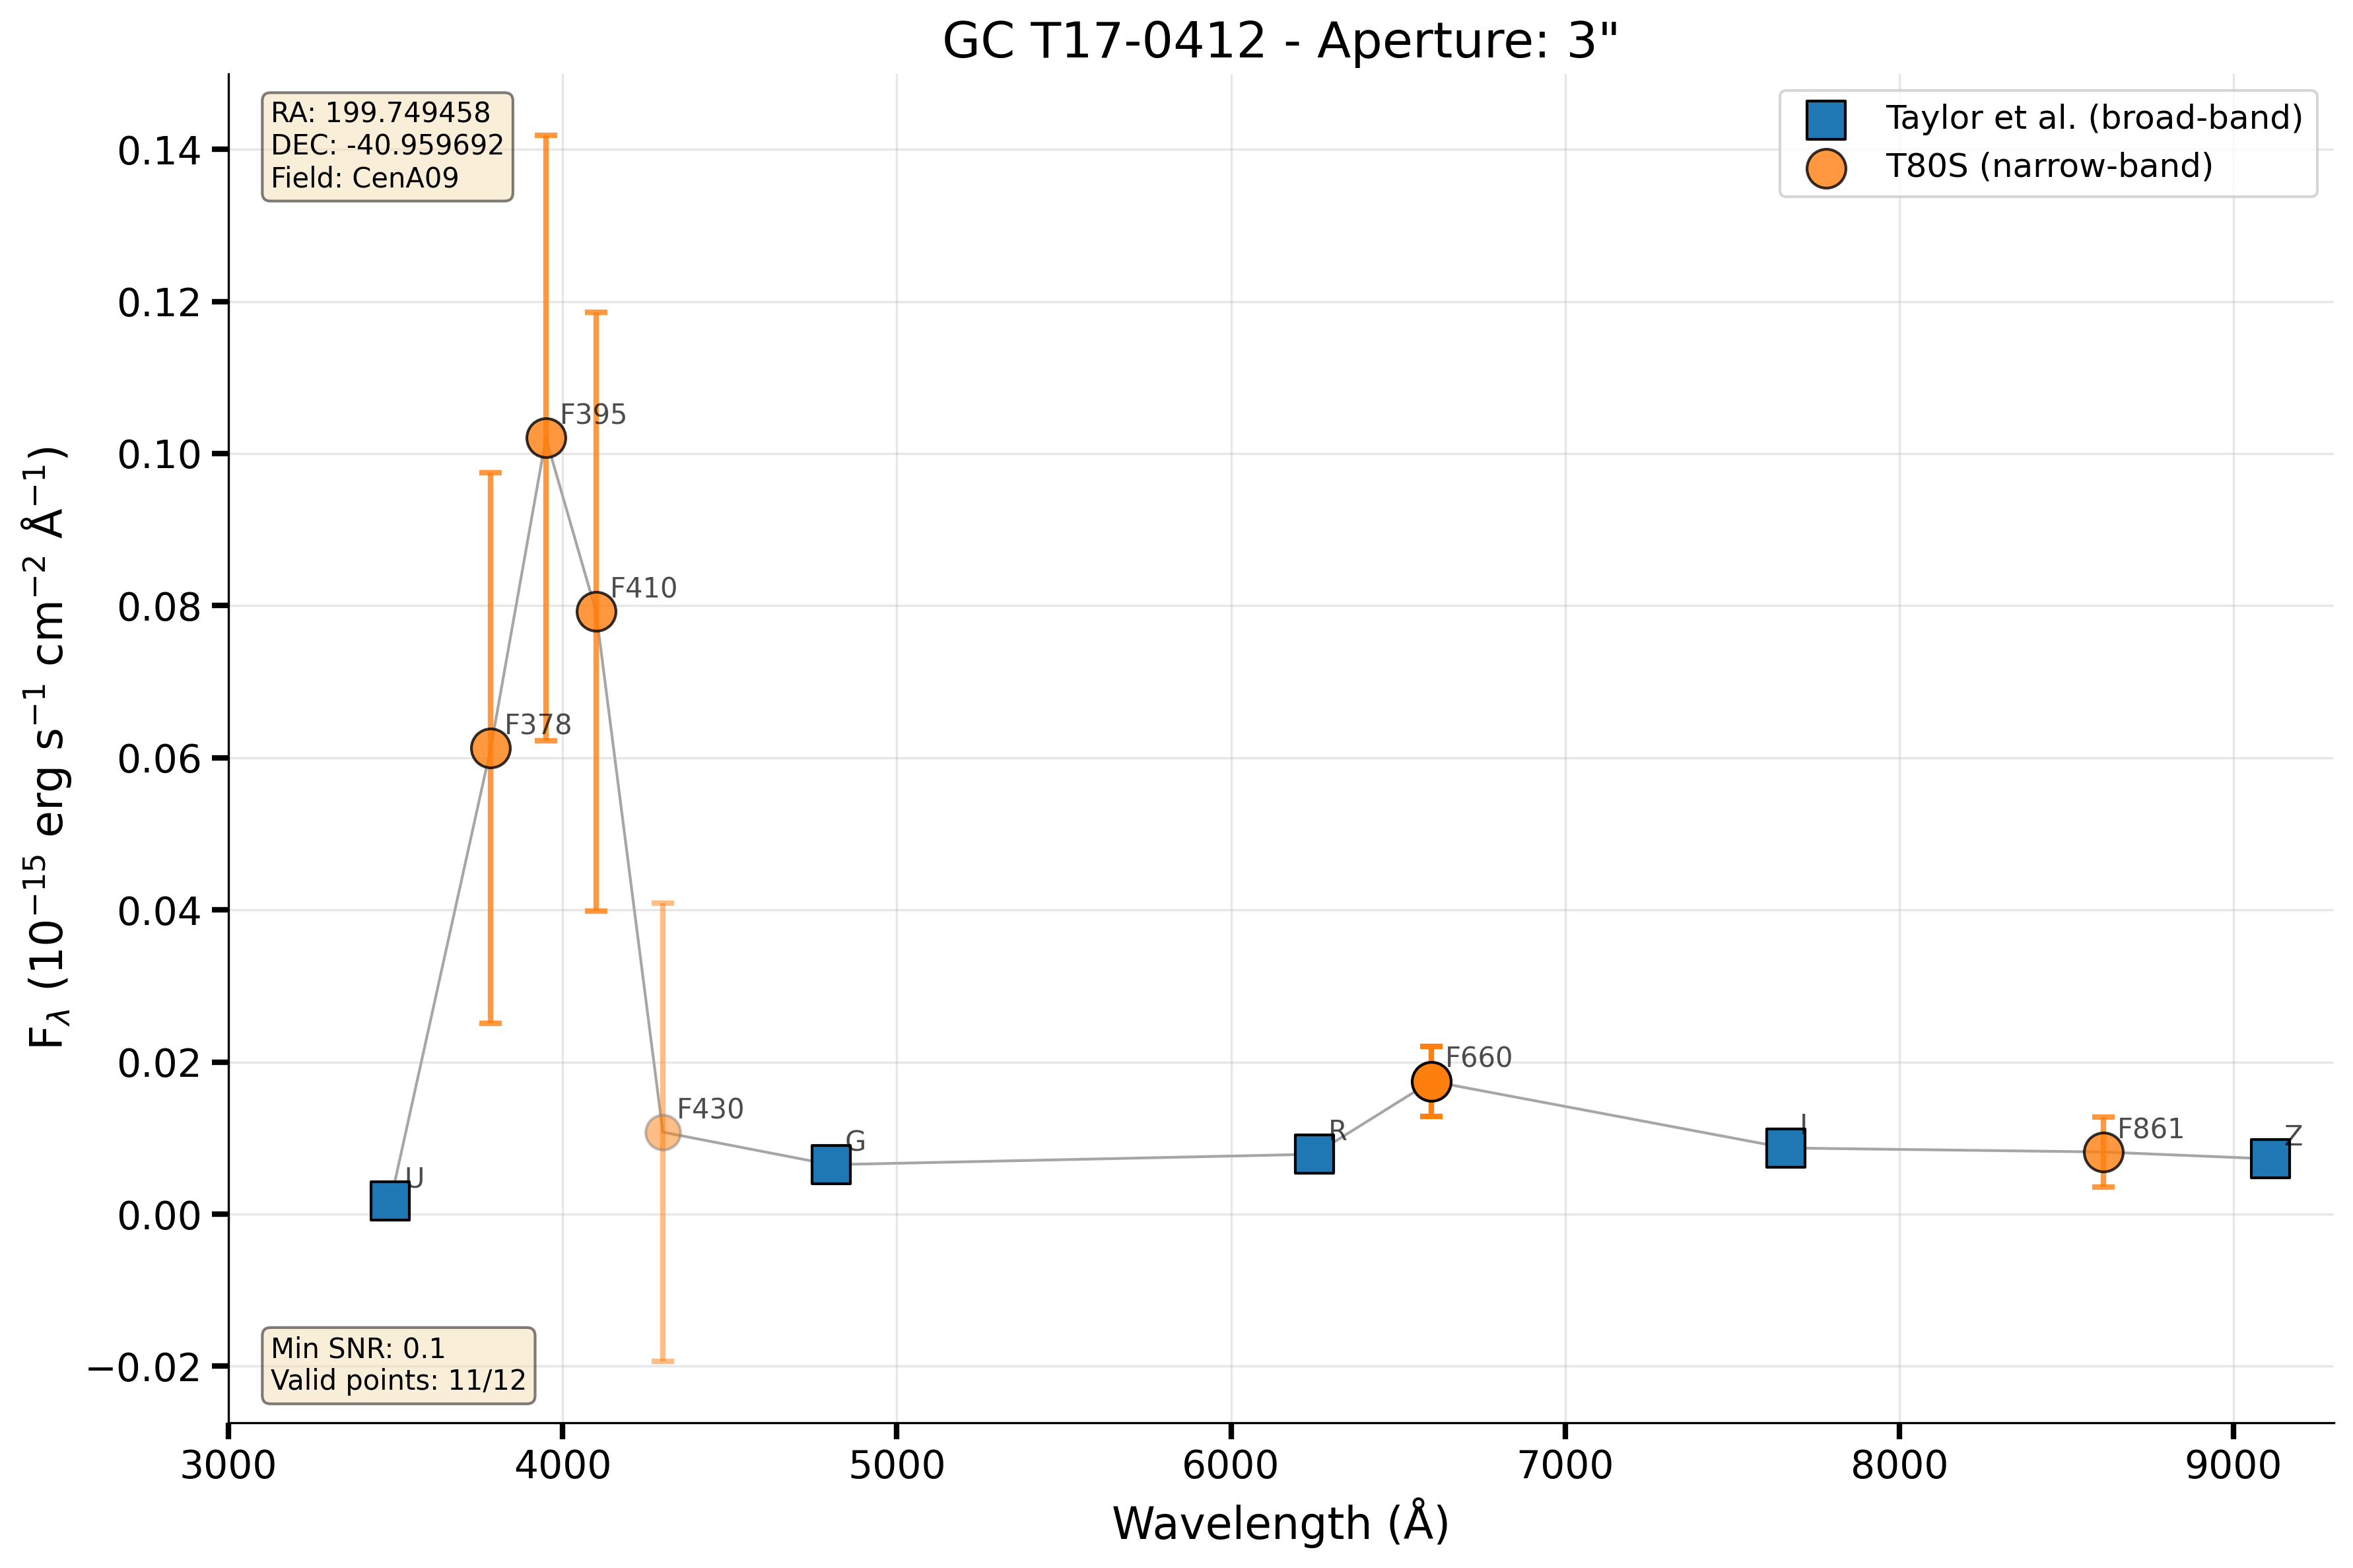 GC T17-0412 - Aperture: 3"
RA: 199.749458
DEC: -40.959692
Field: CenA09
Taylor et al. (broad-band)
T80S (narrow-band)
F$_{\lambda}$ (10$^{-15}$ erg s$^{-1}$ cm$^{-2}$ Å$^{-1}$)
0.14
0.12
0.10
0.08
0.06
0.04
0.02
0.00
−0.02
F395
F410
F378
F430
F660
U
G
R
I
F861
Z
Min SNR: 0.1
Valid points: 11/12
3000 4000 5000 6000 7000 8000 9000
Wavelength (Å)